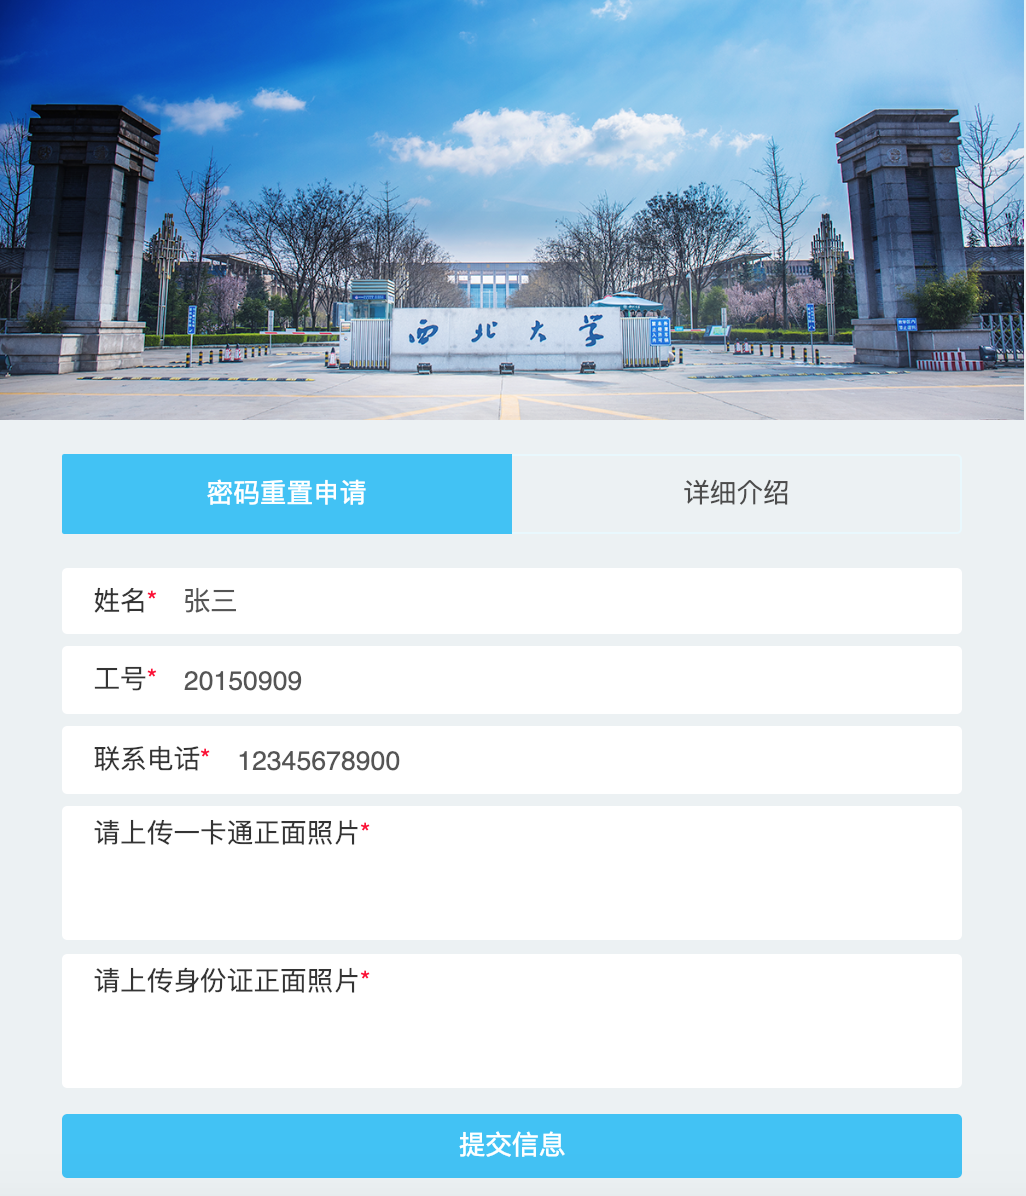 西北大学
密码重置申请
详细介绍
姓名* 张三
工号* 20150909
联系电话* 12345678900
请上传一卡通正面照片*
请上传身份证正面照片*
提交信息